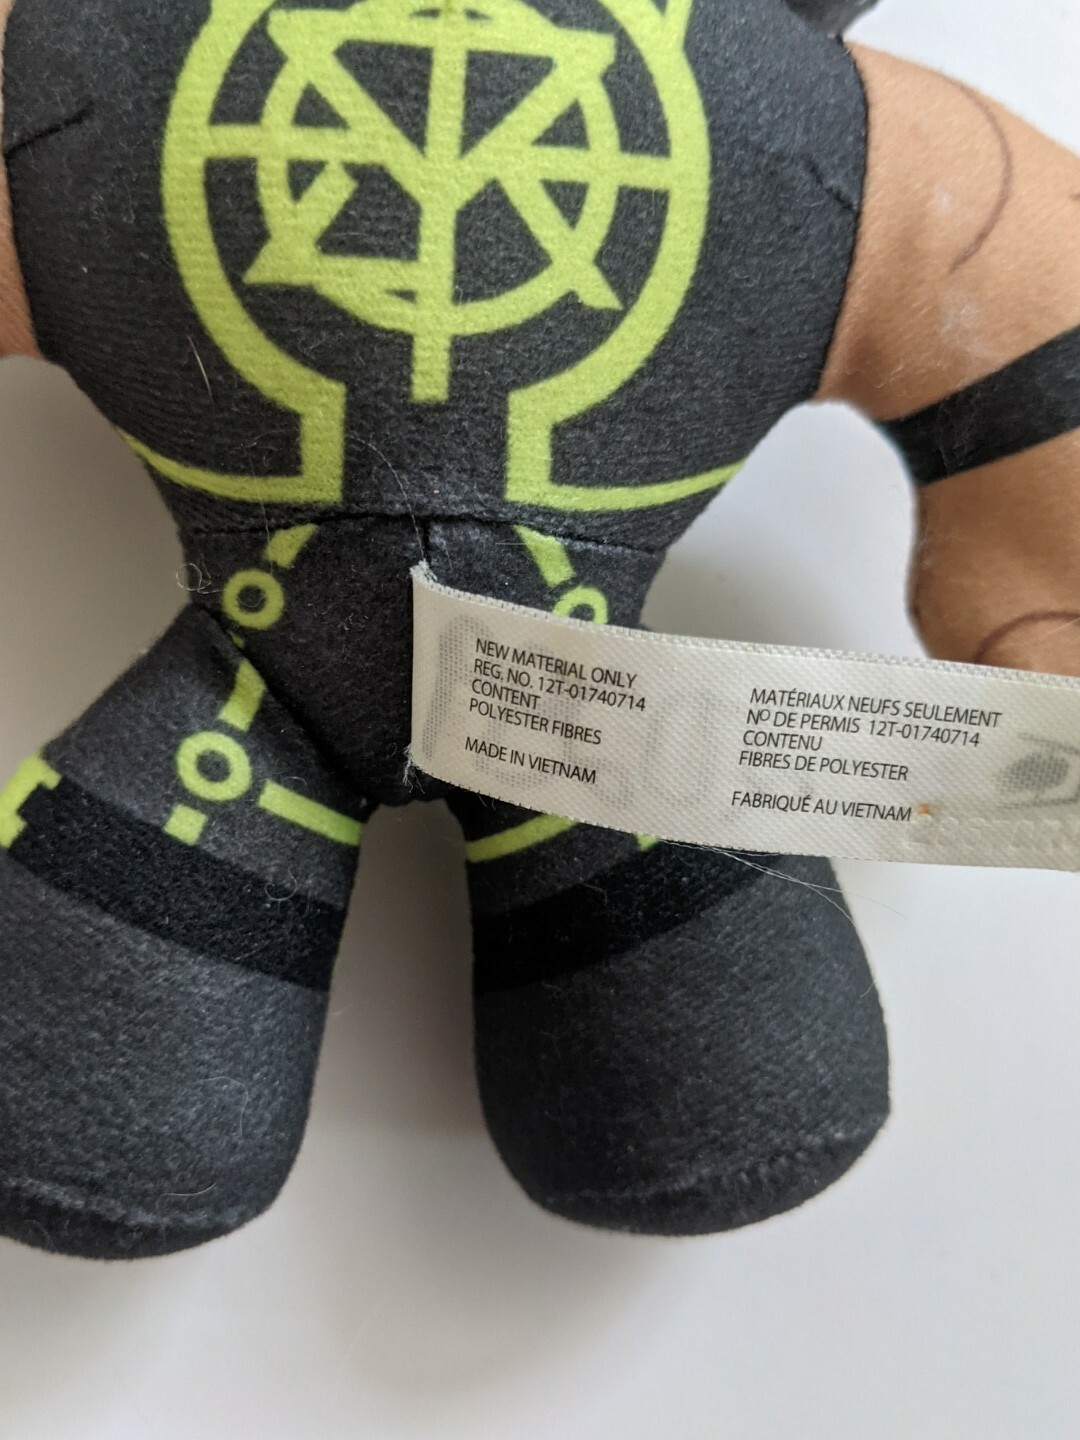 NEW MATERIAL ONLY
REG. NO. 12T-01740714
CONTENT
POLYESTER FIBRES
MADE IN VIETNAM
MATÉRIAUX NEUFS SEULEMENT
Nº DE PERMIS 12T-01740714
CONTENU
FIBRES DE POLYESTER
FABRIQUÉ AU VIETNAM